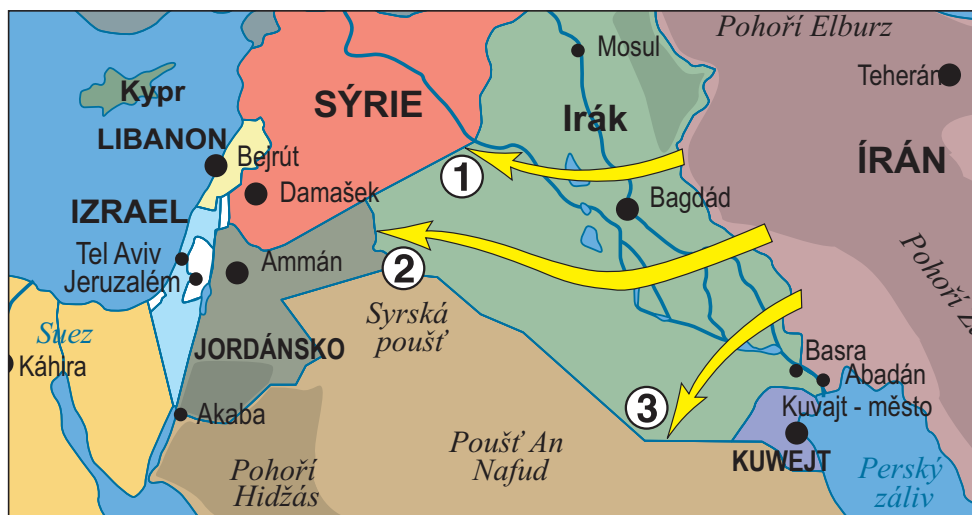 Pohoří Elburz
Mosul
Teherán
Kypr
SÝRIE
Irák
LIBANON
Bejrút
ÍRÁN
1
Damašek
Bagdád
IZRAEL
Tel Aviv
Jeruzalém
Ammán
2
Pohoří
Syrská
poušť
Suez
JORDÁNSKO
Káhira
Basra
Abadán
Akaba
3
Kuvajt - město
Poušť An
Nafud
KUWEJT
Pohoří
Hidžás
Perský
záliv